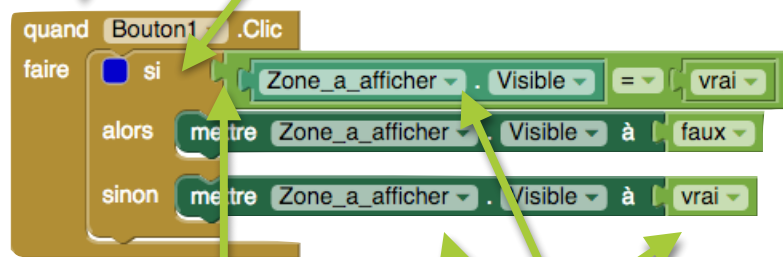 quand Bouton1 .Clic
faire si Zone_a_afficher . Visible = vrai
alors mettre Zone_a_afficher . Visible à faux
sinon mettre Zone_a_afficher . Visible à vrai